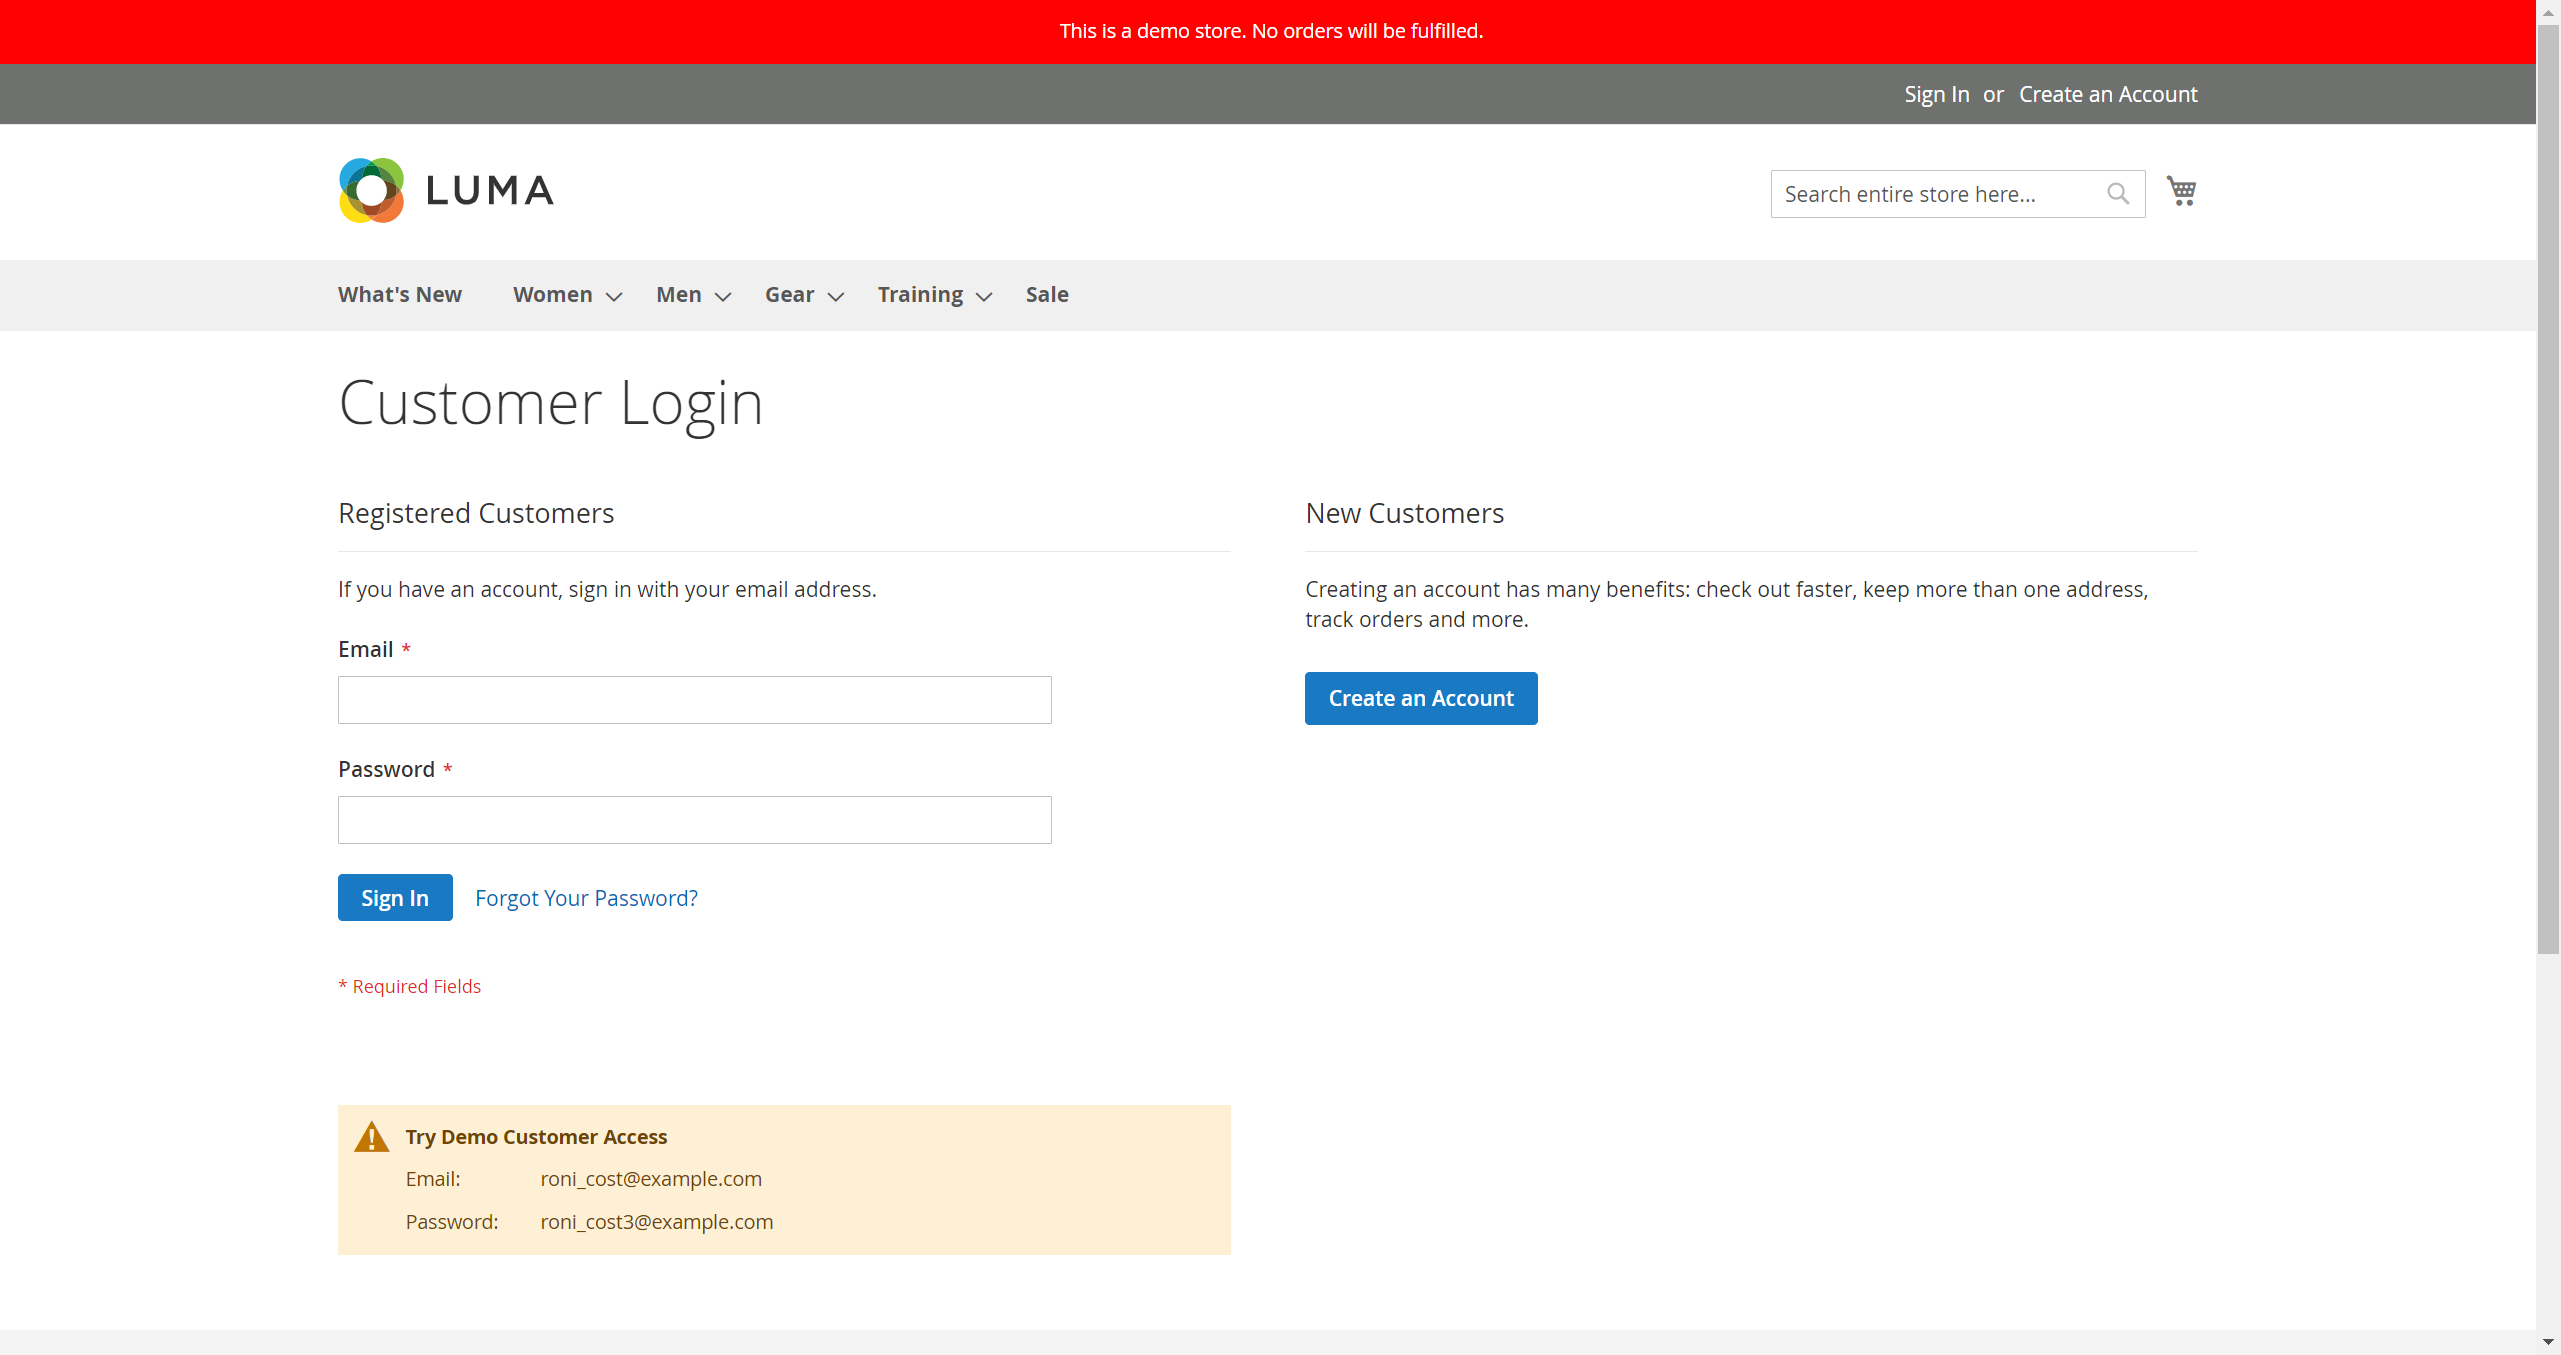 This is a demo store. No orders will be fulfilled.
Sign In or Create an Account
LUMA
Search entire store here...
What's New Women Men Gear Training Sale
Customer Login
Registered Customers
If you have an account, sign in with your email address.
Email *
Password *
Sign In Forgot Your Password?
* Required Fields
New Customers
Creating an account has many benefits: check out faster, keep more than one address,
track orders and more.
Create an Account
Try Demo Customer Access
Email: roni_cost@example.com
Password: roni_cost3@example.com